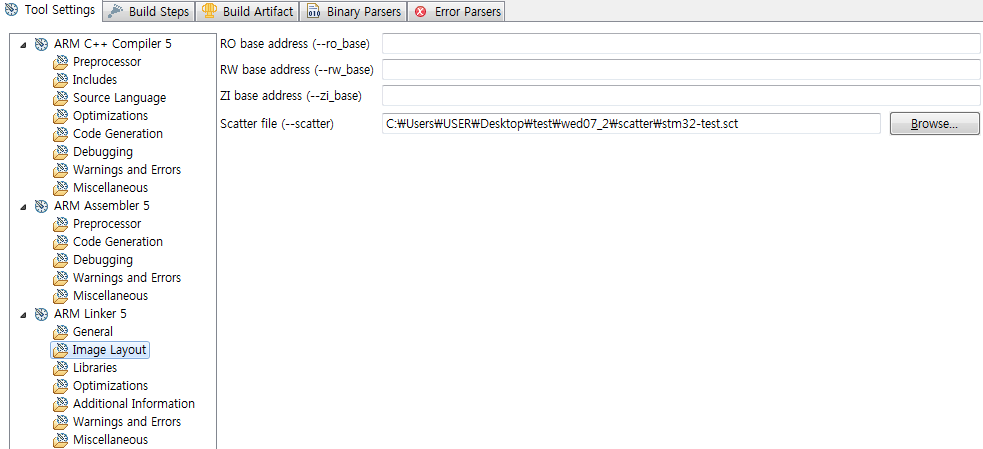 Tool Settings Build Steps Build Artifact Binary Parsers Error Parsers
ARM C++ Compiler 5
Preprocessor
Includes
Source Language
Optimizations
Code Generation
Debugging
Warnings and Errors
Miscellaneous
ARM Assembler 5
Preprocessor
Code Generation
Debugging
Warnings and Errors
Miscellaneous
ARM Linker 5
General
Image Layout
Libraries
Optimizations
Additional Information
Warnings and Errors
Miscellaneous
RO base address (--ro_base)
RW base address (--rw_base)
ZI base address (--zi_base)
Scatter file (--scatter) C:₩Users₩USER₩Desktop₩test₩wed07_2₩scatter₩stm32-test.sct Browse...